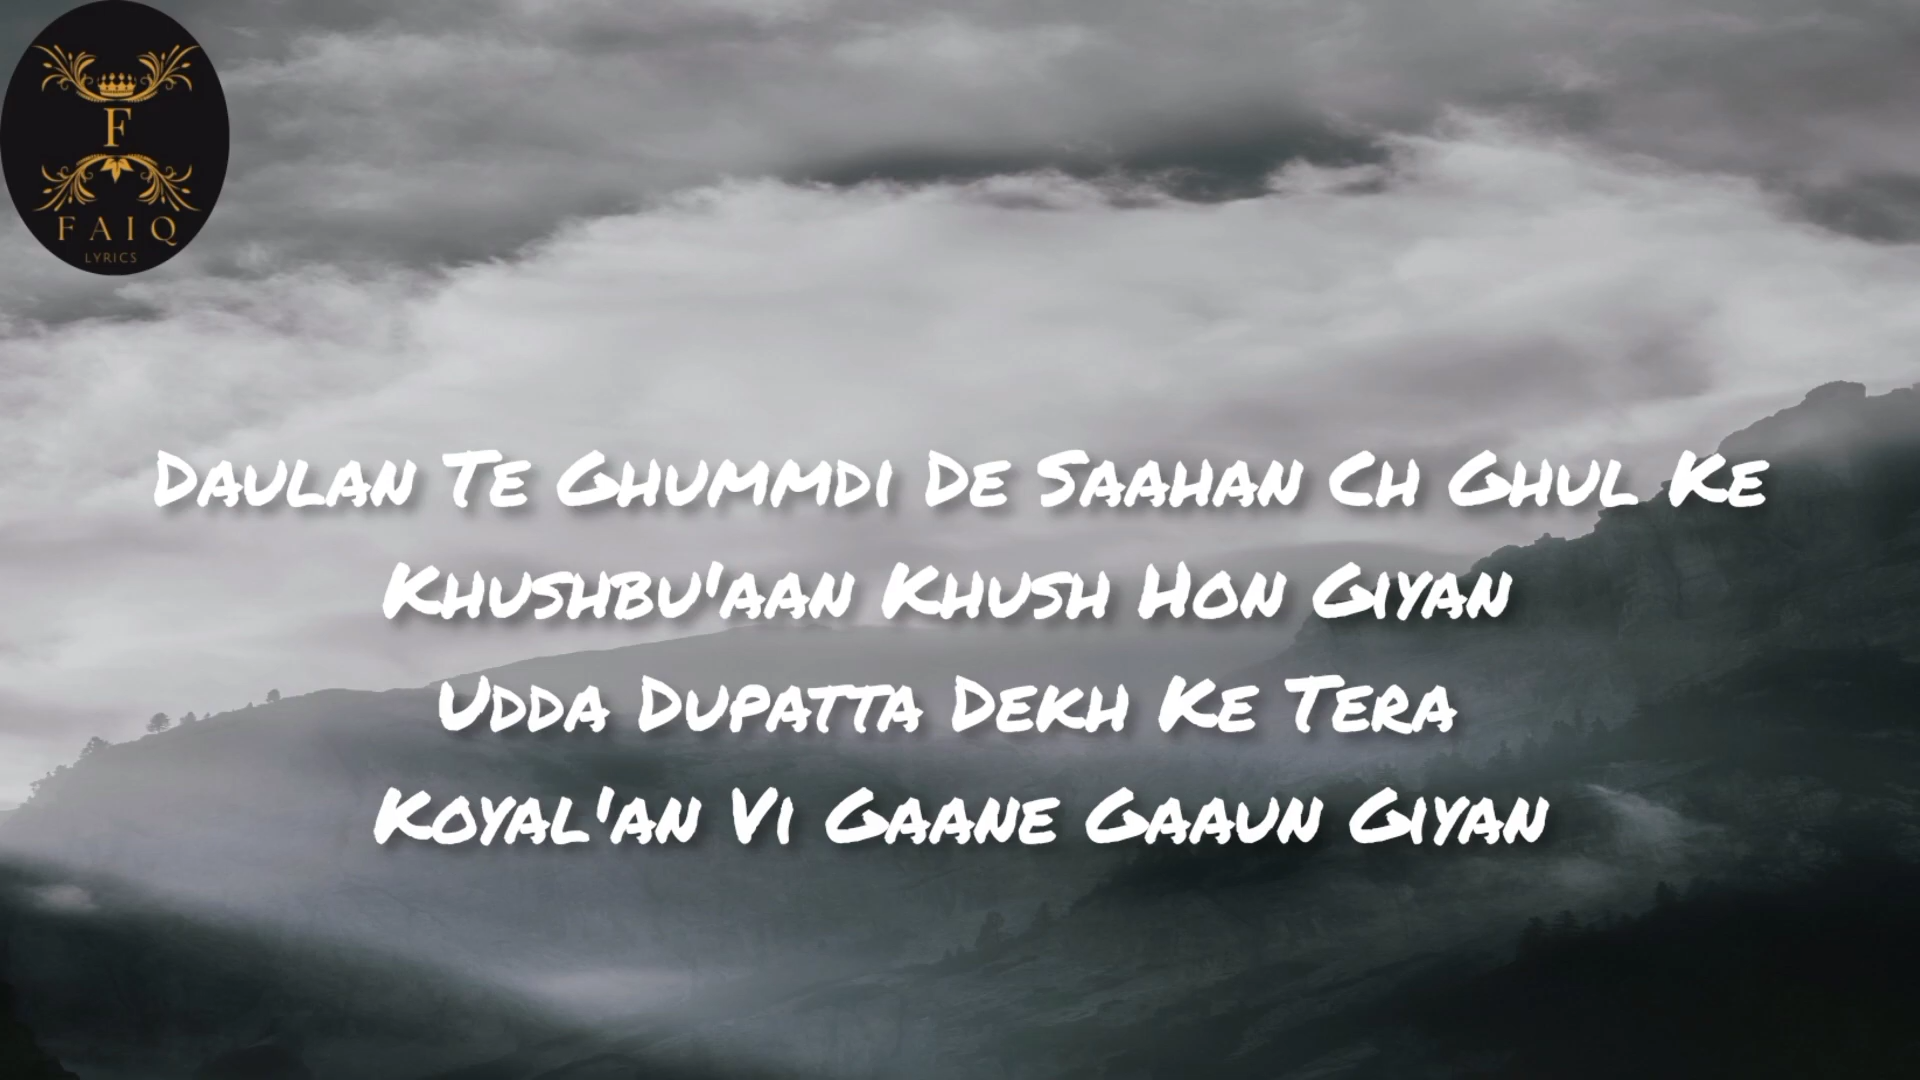 F
FAIQ
LYRICS
Daulan Te Ghummdi De Saahan Ch Ghul Ke
Khushbu'aan Khush Hon Giyan
Udda Dupatta Dekh Ke Tera
Koyal'an Vi Gaane Gaaun Giyan